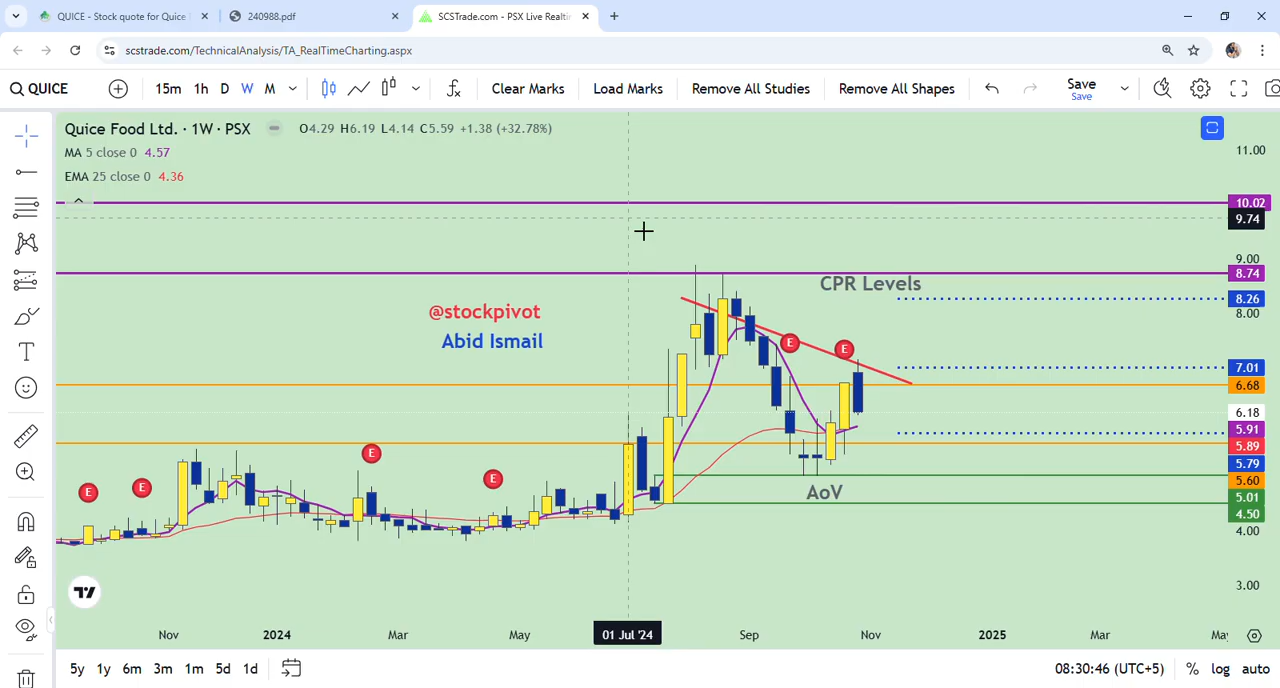 QUICE - Stock quote for Quice
240988.pdf
SCSTrade.com - PSX Live Realtim
scstrade.com/TechnicalAnalysis/TA_RealTimeCharting.aspx
QUICE 15m 1h D W M Clear Marks Load Marks Remove All Studies Remove All Shapes Save
Save
Quice Food Ltd. · 1W · PSX O4.29 H6.19 L4.14 C5.59 +1.38 (+32.78%)
MA 5 close 0 4.57
EMA 25 close 0 4.36
11.00
10.02
9.74
9.00
8.74
CPR Levels
8.26
@stockpivot
8.00
Abid Ismail
E
E
7.01
6.68
6.18
5.91
5.89
E
5.79
E
5.60
E
E
AoV
5.01
4.50
4.00
3.00
Nov 2024 Mar May 01 Jul '24 Sep Nov 2025 Mar May
5y 1y 6m 3m 1m 5d 1d 08:30:46 (UTC+5) % log auto